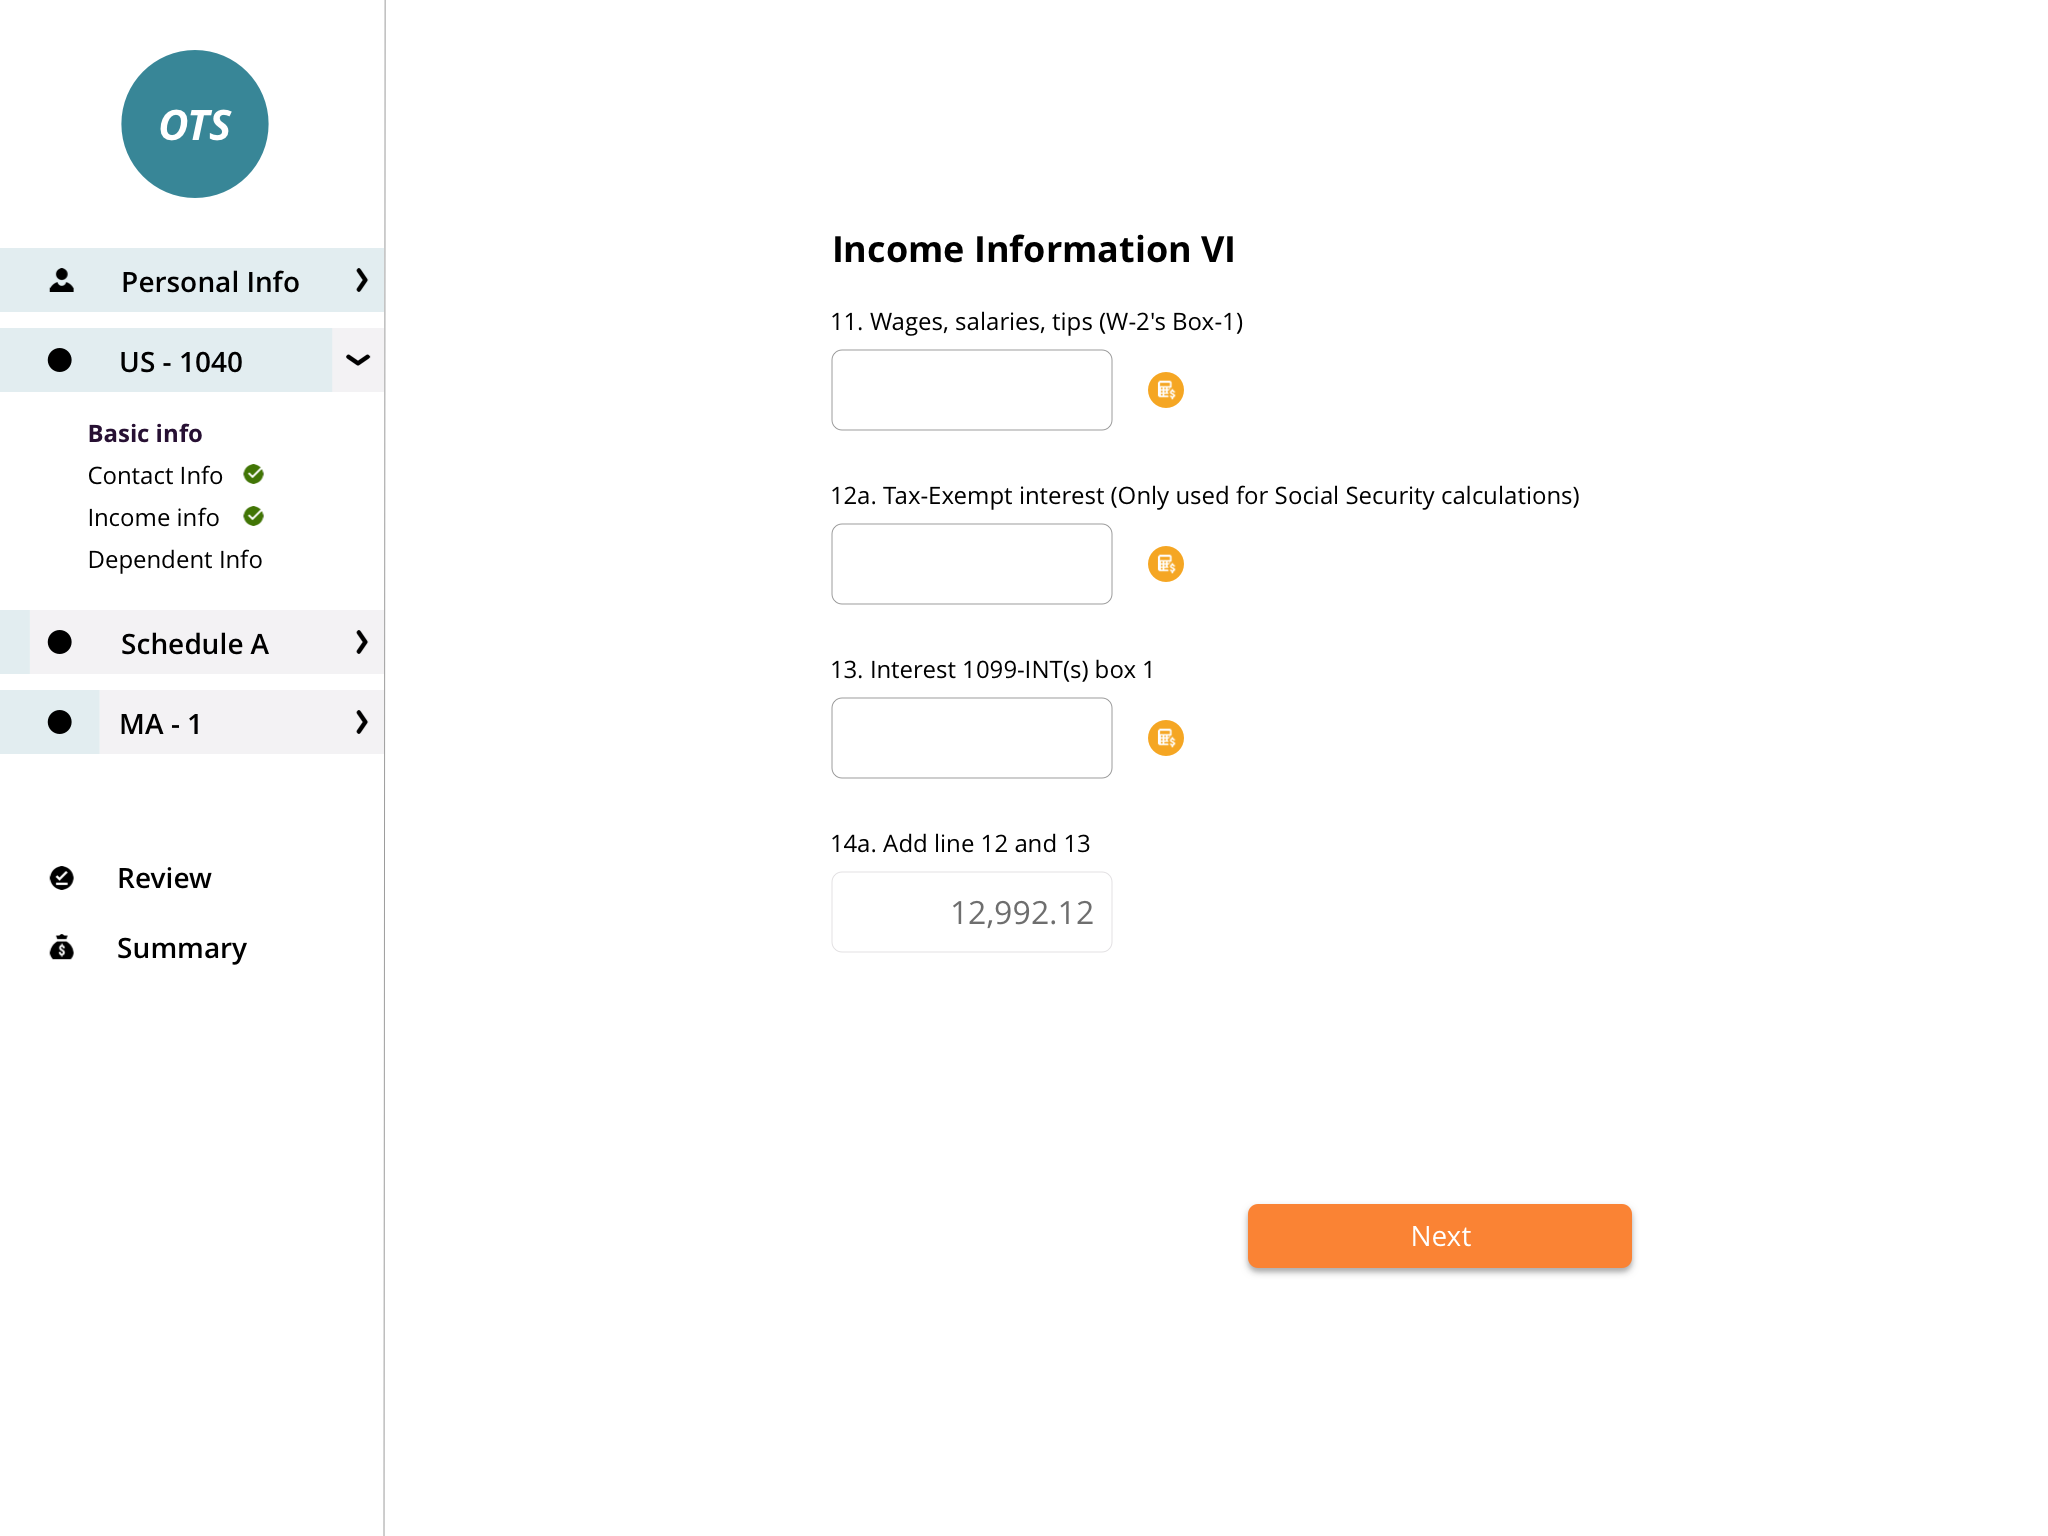 OTS
Personal Info
US - 1040
Basic info
Contact Info
Income info
Dependent Info
Schedule A
MA - 1
Review
Summary
Income Information VI
11. Wages, salaries, tips (W-2's Box-1)
12a. Tax-Exempt interest (Only used for Social Security calculations)
13. Interest 1099-INT(s) box 1
14a. Add line 12 and 13
12,992.12
Next